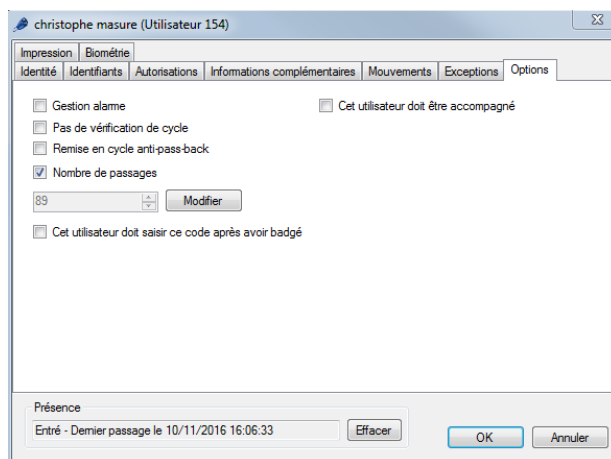 christophe masure (Utilisateur 154)
Impression Biométrie
Identité Identifiants Autorisations Informations complémentaires Mouvements Exceptions Options
Gestion alarme Cet utilisateur doit être accompagné
Pas de vérification de cycle
Remise en cycle anti-pass-back
Nombre de passages
89 Modifier
Cet utilisateur doit saisir ce code après avoir badgé
Présence
Entré - Dernier passage le 10/11/2016 16:06:33 Effacer
OK Annuler